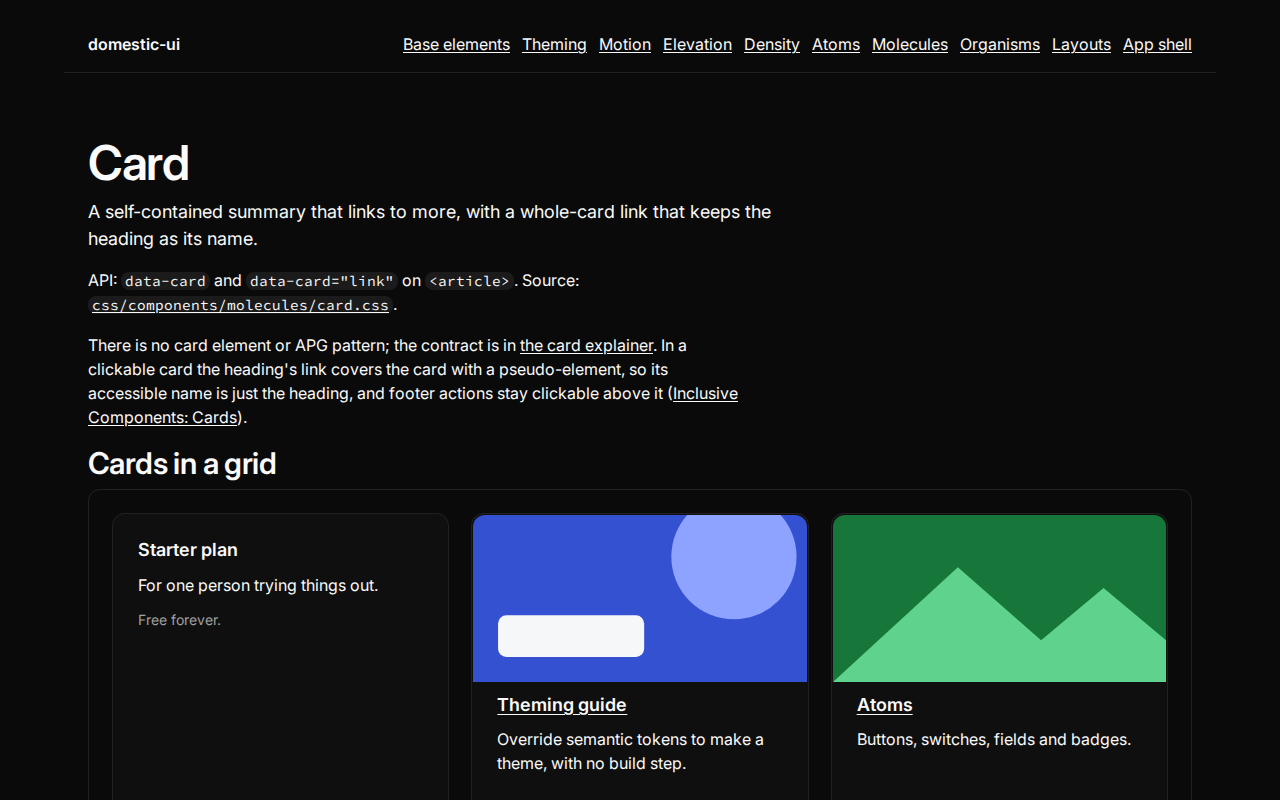 domestic-ui
Base elements Theming Motion Elevation Density Atoms Molecules Organisms Layouts App shell
Card
A self-contained summary that links to more, with a whole-card link that keeps the
heading as its name.
API: data-card and data-card="link" on <article>. Source:
css/components/molecules/card.css.
There is no card element or APG pattern; the contract is in the card explainer. In a
clickable card the heading's link covers the card with a pseudo-element, so its
accessible name is just the heading, and footer actions stay clickable above it (Inclusive
Components: Cards).
Cards in a grid
Starter plan
For one person trying things out.
Free forever.
Theming guide
Override semantic tokens to make a
theme, with no build step.
Atoms
Buttons, switches, fields and badges.